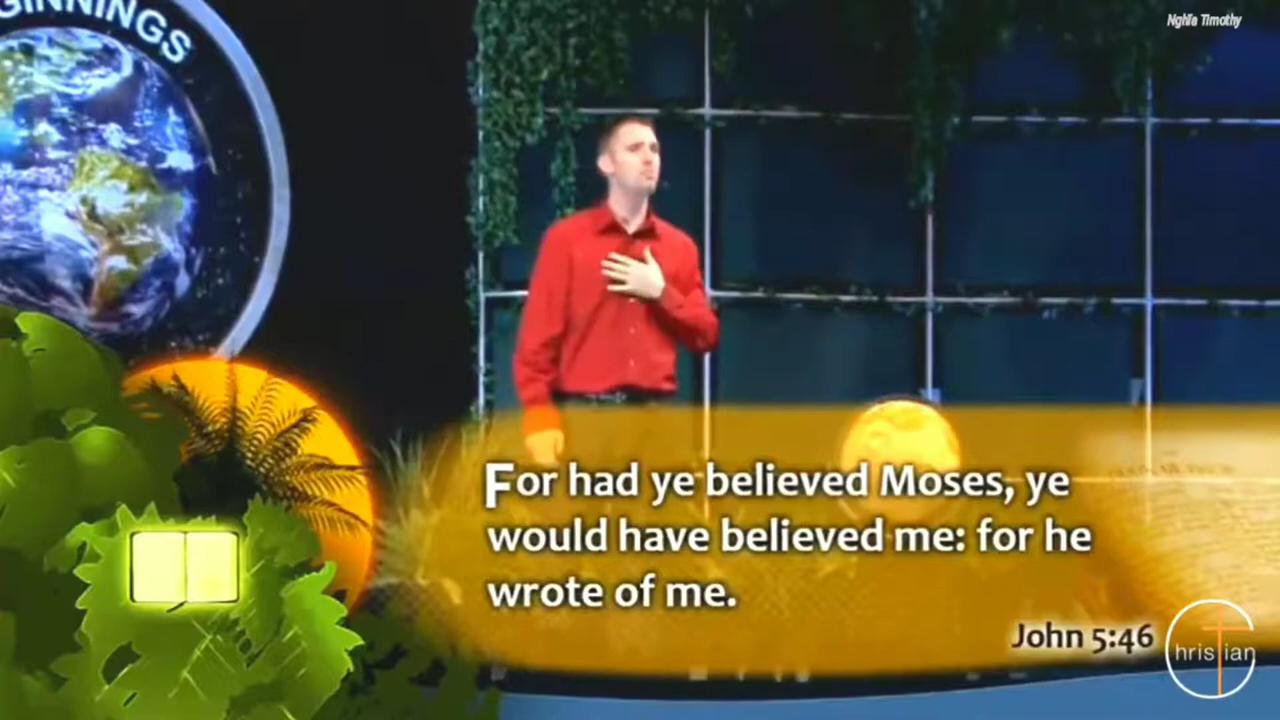 GINNINGS
Nghĩa Timothy
For had ye believed Moses, ye
would have believed me: for he
wrote of me.
John 5:46
hristian